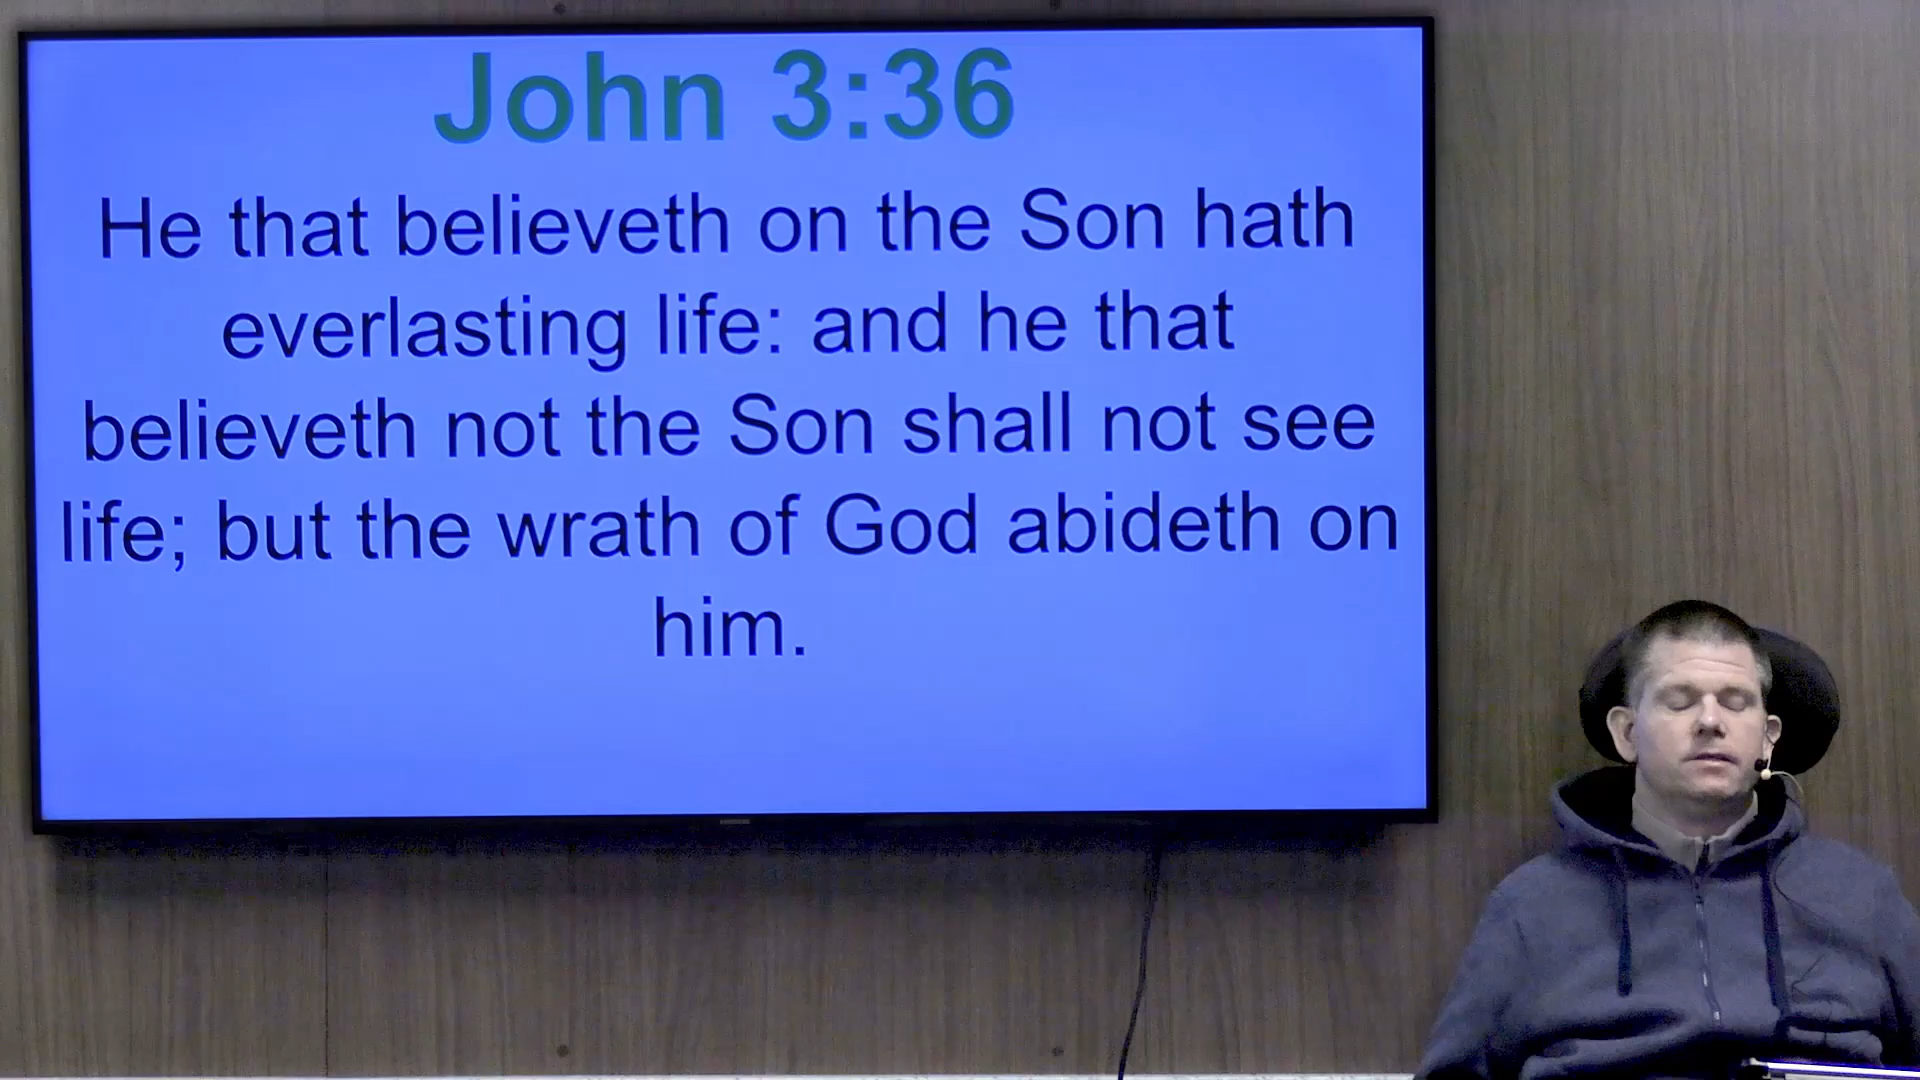 John 3:36
He that believeth on the Son hath
everlasting life: and he that
believeth not the Son shall not see
life; but the wrath of God abideth on
him.